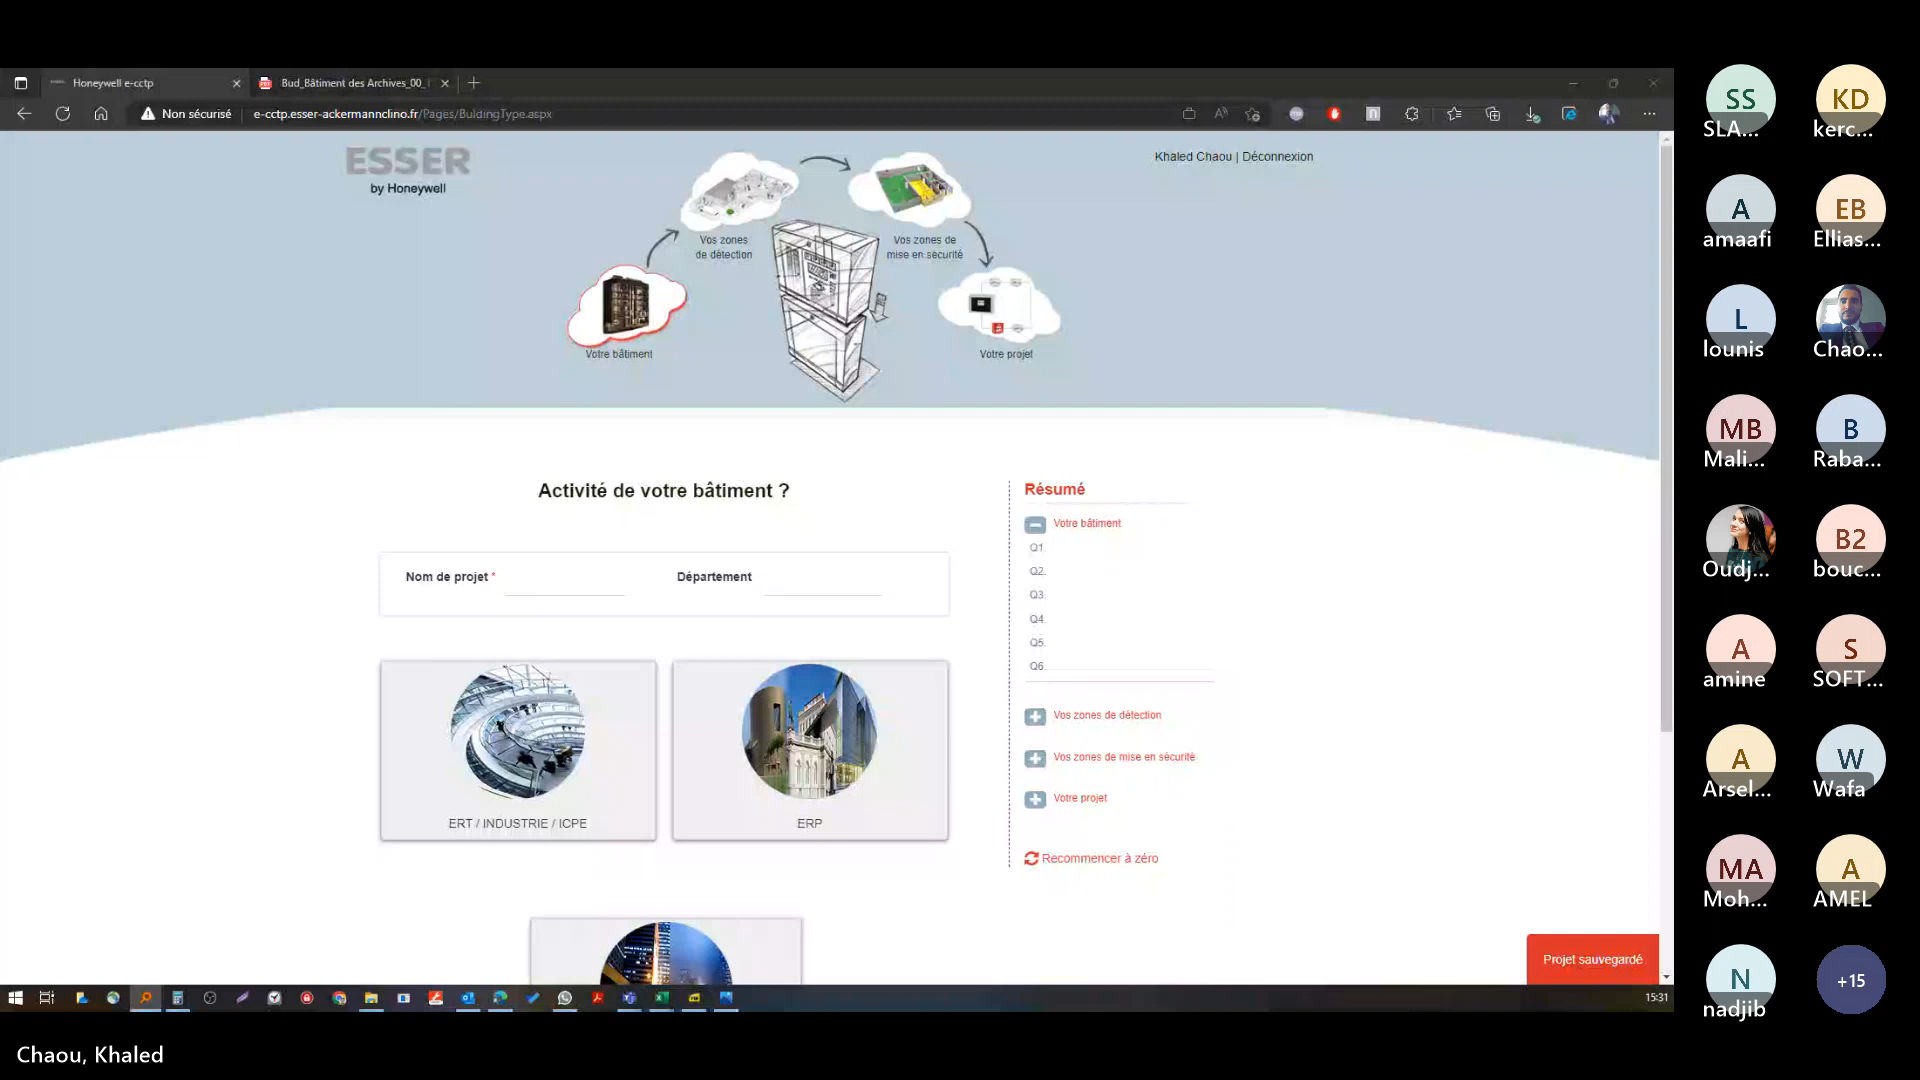 Honeywell e-cctp
Bud_Bâtiment des Archives_00_
Non sécurisé
e-cctp.esser-ackermannclino.fr/Pages/BuldingType.aspx
ESSER
by Honeywell
Khaled Chaou | Déconnexion
Vos zones
de détection
Vos zones de
mise en sécurité
Votre bâtiment
Votre projet
Activité de votre bâtiment ?
Nom de projet *
Département
ERT / INDUSTRIE / ICPE
ERP
Résumé
Votre bâtiment
Q1.
Q2.
Q3.
Q4.
Q5.
Q6.
Vos zones de détection
Vos zones de mise en sécurité
Votre projet
Recommencer à zéro
Projet sauvegardé
15:31
SS
SLA...
KD
kerc...
A
amaafi
EB
Ellias...
L
lounis
Chao...
MB
Mali...
B
Raba...
Oudj...
B2
bouc...
A
amine
S
SOFT...
A
Arsel...
W
Wafa
MA
Moh...
A
AMEL
N
nadjib
+15
Chaou, Khaled